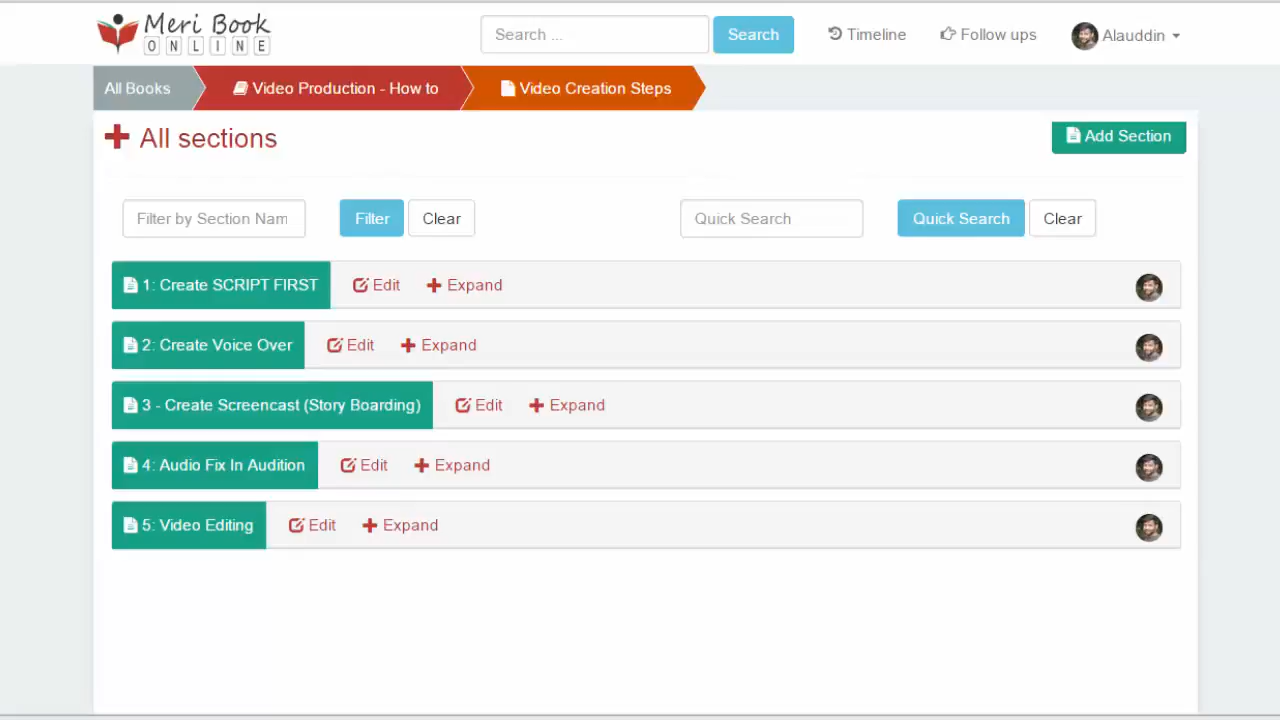 Meri Book
ONLINE
Search ...
Search
Timeline
Follow ups
Alauddin
All Books
Video Production - How to
Video Creation Steps
All sections
Add Section
Filter by Section Nam
Filter
Clear
Quick Search
Quick Search
Clear
1: Create SCRIPT FIRST
Edit
Expand
2: Create Voice Over
Edit
Expand
3 - Create Screencast (Story Boarding)
Edit
Expand
4: Audio Fix In Audition
Edit
Expand
5: Video Editing
Edit
Expand